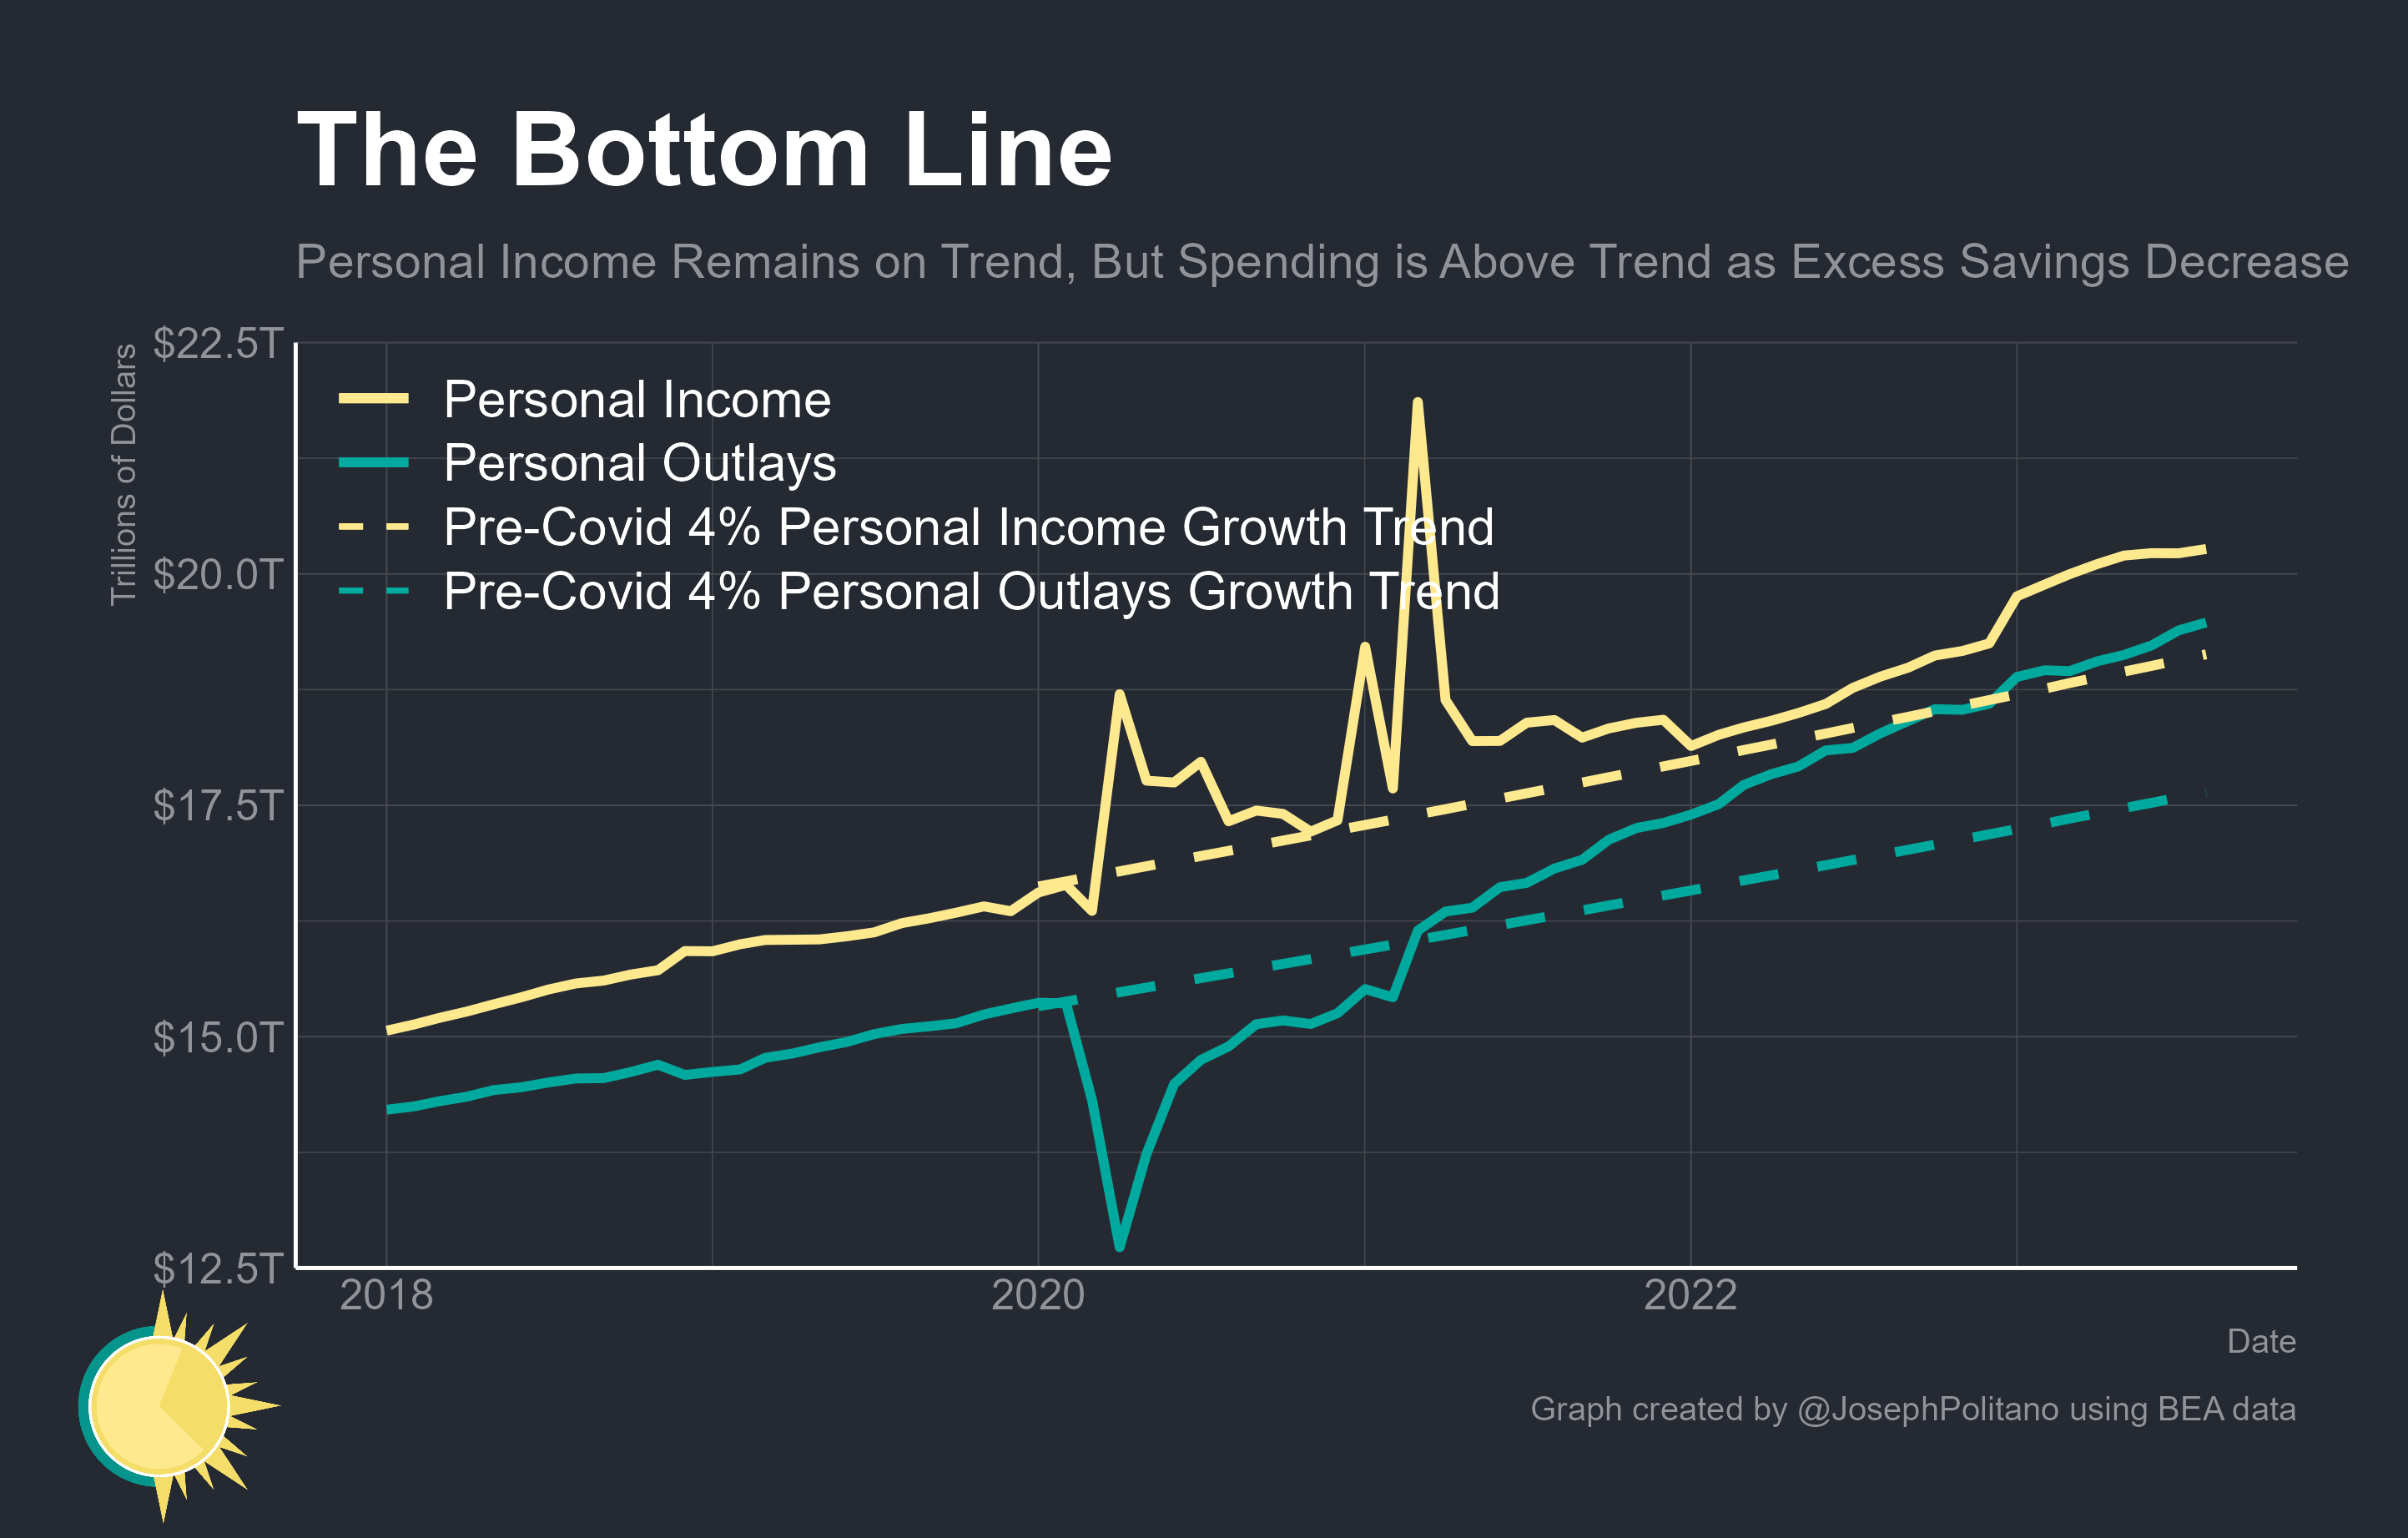 The Bottom Line
Personal Income Remains on Trend, But Spending is Above Trend as Excess Savings Decrease
Trillions of Dollars
$22.5T
$20.0T
$17.5T
$15.0T
$12.5T
Personal Income
Personal Outlays
Pre-Covid 4% Personal Income Growth Trend
Pre-Covid 4% Personal Outlays Growth Trend
2018
2020
2022
Date
Graph created by @JosephPolitano using BEA data